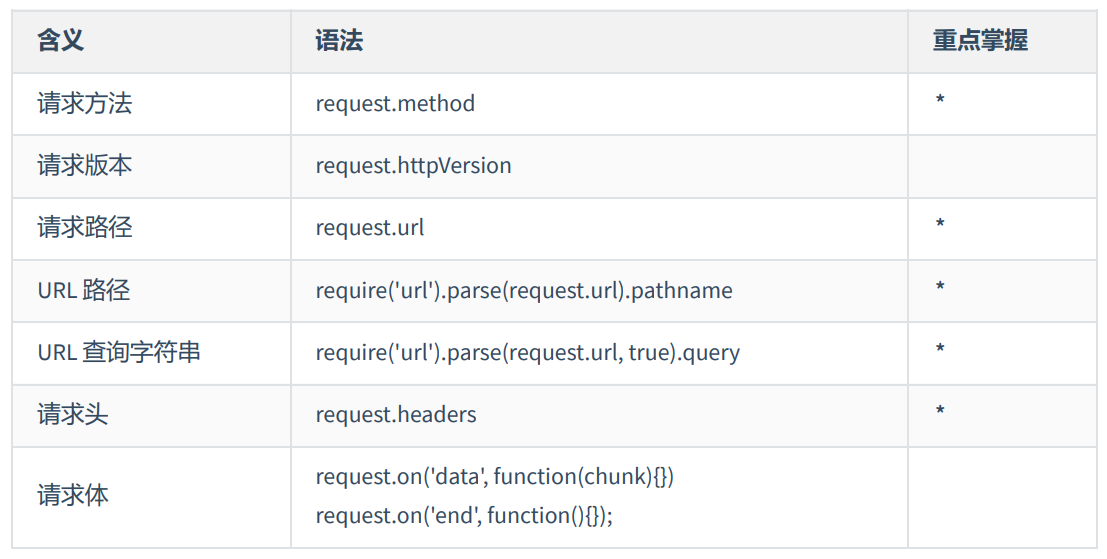 含义 语法 重点掌握
请求方法 request.method *
请求版本 request.httpVersion
请求路径 request.url *
URL 路径 require('url').parse(request.url).pathname *
URL 查询字符串 require('url').parse(request.url, true).query *
请求头 request.headers *
请求体 request.on('data', function(chunk){})
request.on('end', function(){});